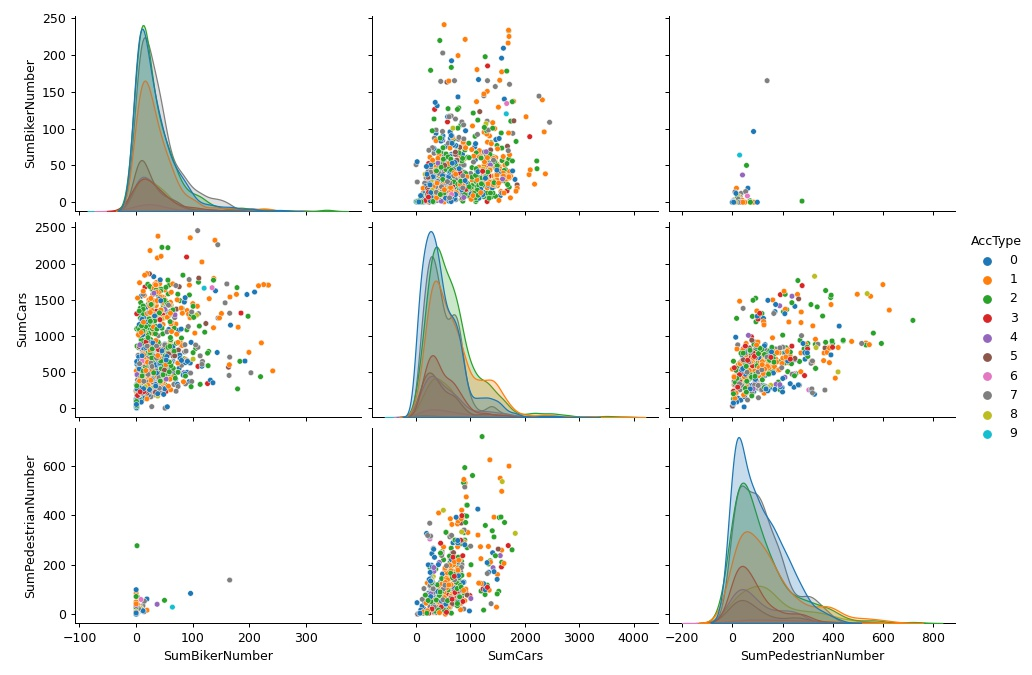 250
200
150
100
50
0
SumBikerNumber
2500
2000
1500
1000
500
0
SumCars
AccType
0
1
2
3
4
5
6
7
8
9
600
400
200
0
SumPedestrianNumber
−100 0 100 200 300
0 1000 2000 3000 4000
−200 0 200 400 600 800
SumBikerNumber
SumCars
SumPedestrianNumber